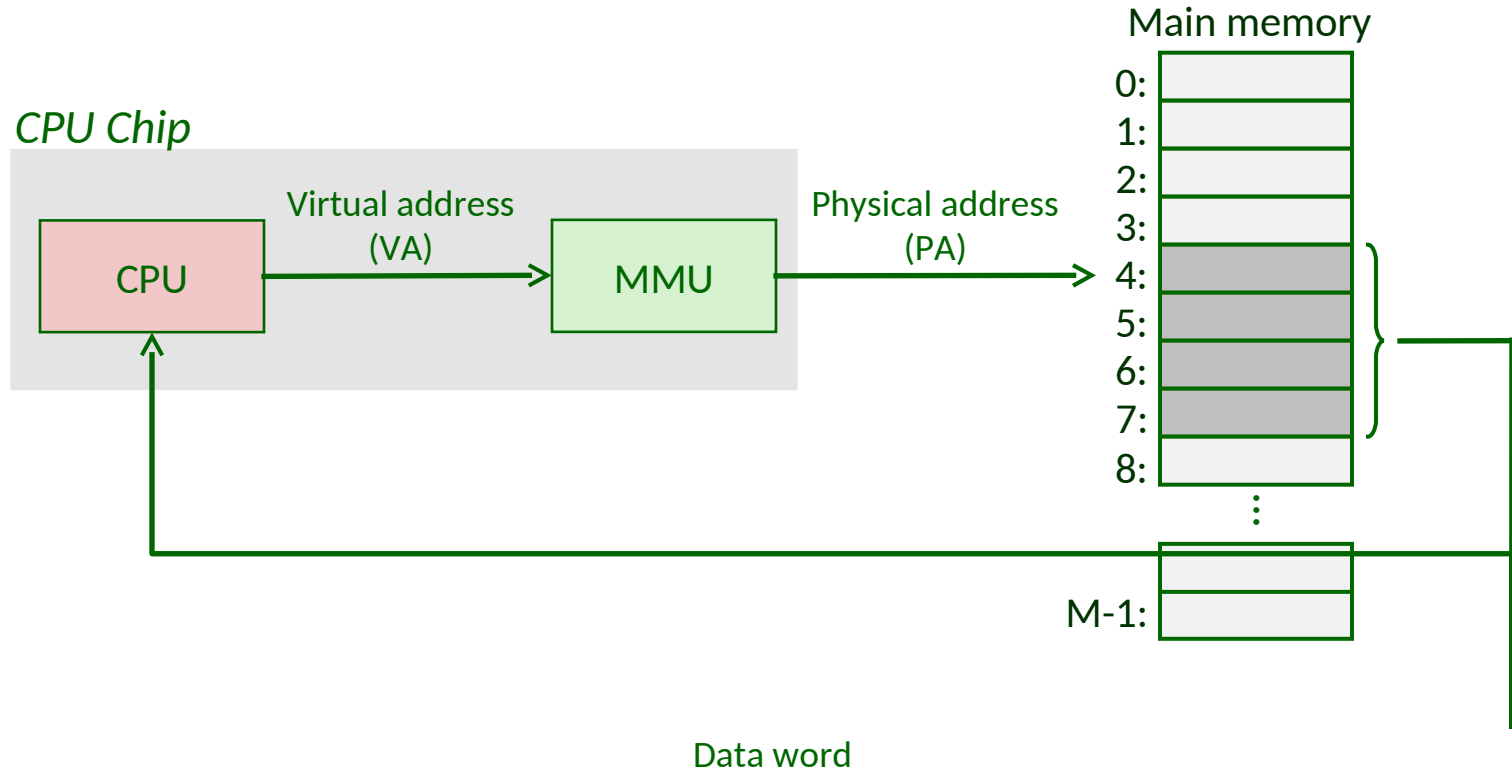 Main memory
0:
CPU Chip
1:
2:
Virtual address
(VA)
Physical address
(PA)
3:
CPU
MMU
4:
5:
6:
7:
8:
⋮
M-1:
Data word